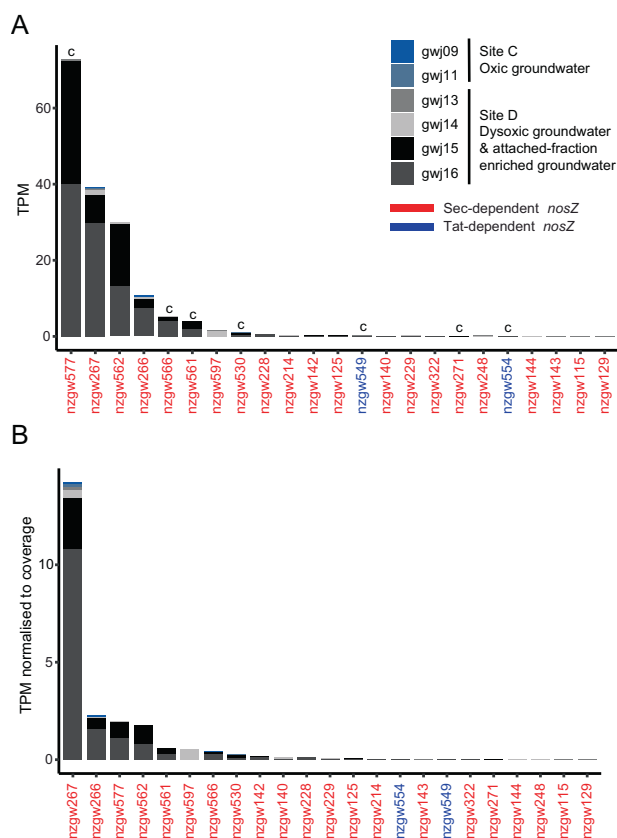 A
gwj09
gwj11
gwj13
gwj14
gwj15
gwj16
Site C
Oxic groundwater
Site D
Dysoxic groundwater
& attached-fraction
enriched groundwater
Sec-dependent nosZ
Tat-dependent nosZ
TPM
60
40
20
0
c
c
c
c
c
c
c
nzgw577
nzgw267
nzgw562
nzgw266
nzgw566
nzgw561
nzgw597
nzgw530
nzgw228
nzgw214
nzgw142
nzgw125
nzgw549
nzgw140
nzgw229
nzgw322
nzgw271
nzgw248
nzgw554
nzgw144
nzgw143
nzgw115
nzgw129
B
TPM normalised to coverage
10
5
0
nzgw267
nzgw266
nzgw577
nzgw562
nzgw561
nzgw597
nzgw566
nzgw530
nzgw142
nzgw140
nzgw228
nzgw229
nzgw125
nzgw214
nzgw554
nzgw143
nzgw549
nzgw322
nzgw271
nzgw144
nzgw248
nzgw115
nzgw129